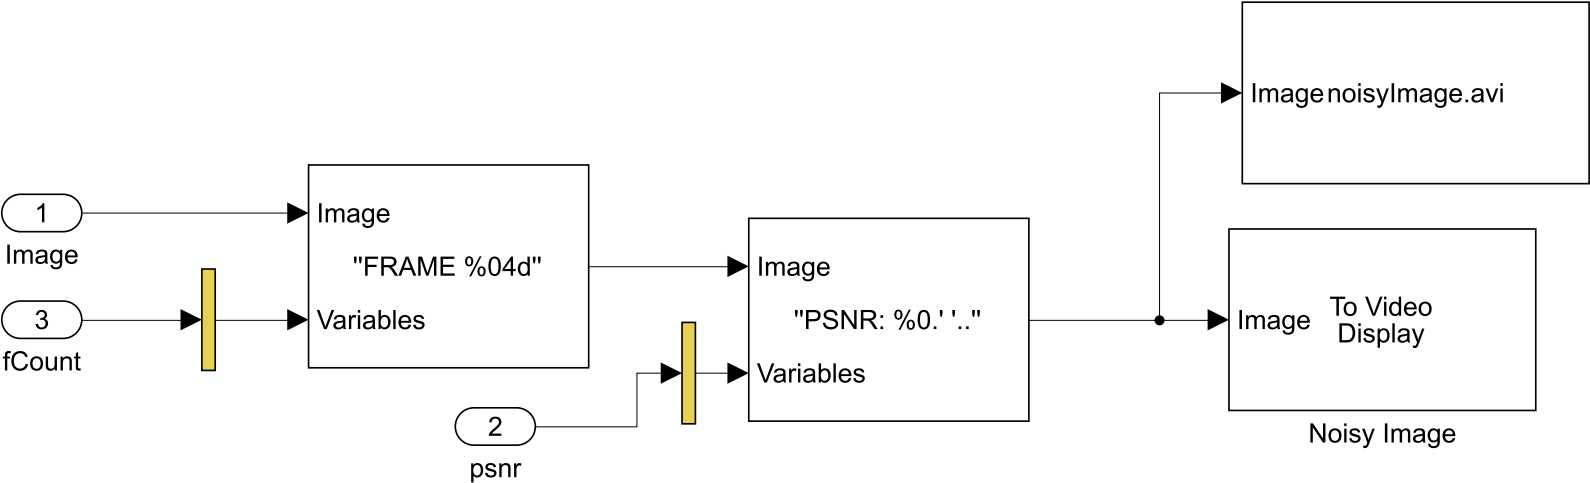 Image noisyImage.avi
1
Image
Image
"FRAME %04d"
Variables
3
fCount
Image
"PSNR: %0.' '.."
Variables
2
psnr
Image
To Video
Display
Noisy Image